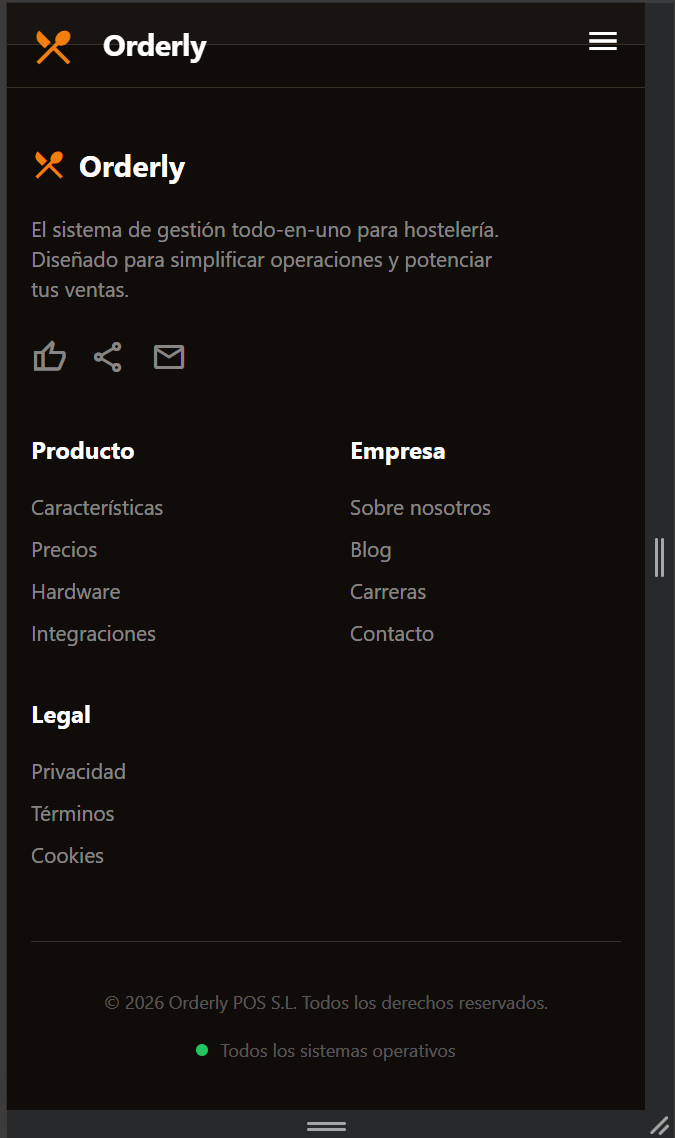 Orderly
Orderly
El sistema de gestión todo-en-uno para hostelería.
Diseñado para simplificar operaciones y potenciar
tus ventas.
Producto
Características
Precios
Hardware
Integraciones
Empresa
Sobre nosotros
Blog
Carreras
Contacto
Legal
Privacidad
Términos
Cookies
© 2026 Orderly POS S.L. Todos los derechos reservados.
Todos los sistemas operativos